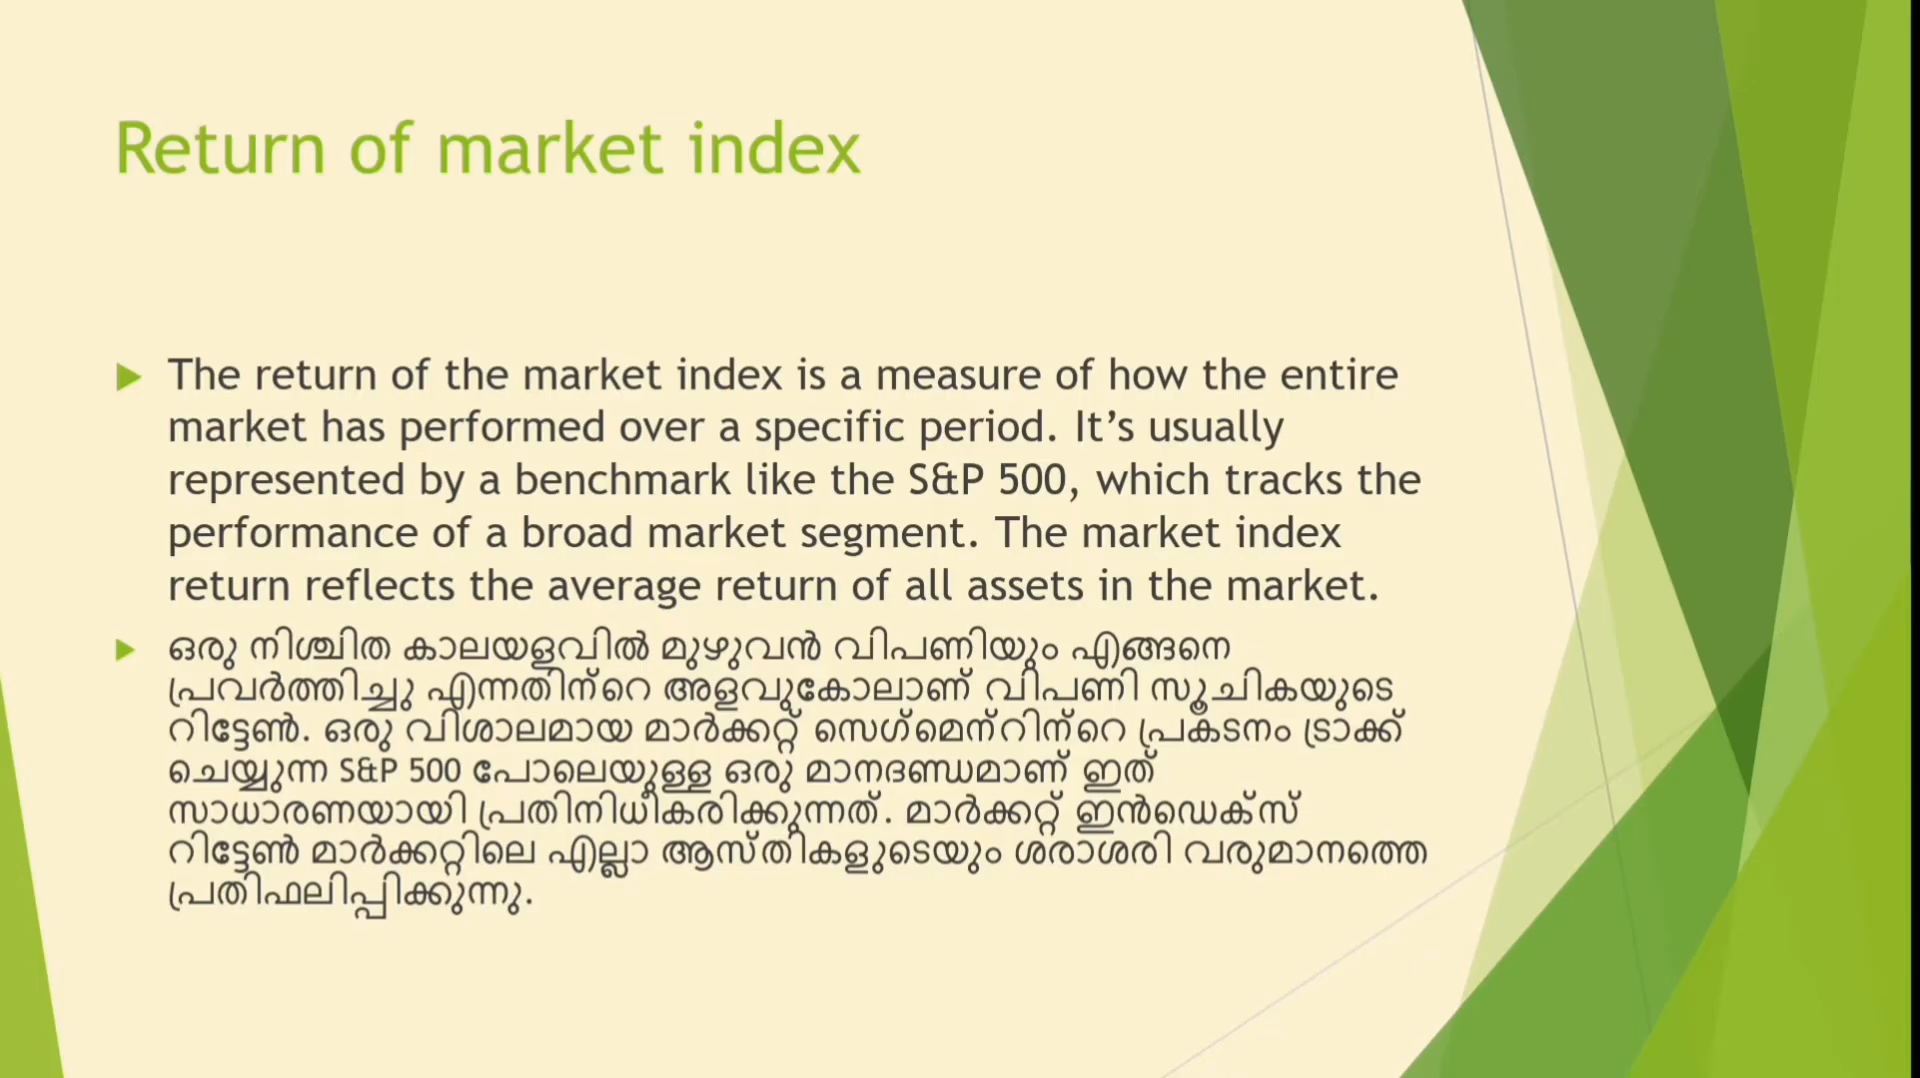 Return of market index
The return of the market index is a measure of how the entire
market has performed over a specific period. It’s usually
represented by a benchmark like the S&P 500, which tracks the
performance of a broad market segment. The market index
return reflects the average return of all assets in the market.
ഒരു നിശ്ചിത കാലയളവിൽ മുഴുവൻ വിപണിയും എങ്ങനെ
പ്രവർത്തിച്ചു എന്നതിന്റെ അളവുകോലാണ് വിപണി സൂചികയുടെ
റിട്ടേൺ. ഒരു വിശാലമായ മാർക്കറ്റ് സെഗ്‌മെന്റിന്റെ പ്രകടനം ട്രാക്ക്
ചെയ്യുന്ന S&P 500 പോലെയുള്ള ഒരു മാനദണ്ഡമാണ് ഇത്
സാധാരണയായി പ്രതിനിധീകരിക്കുന്നത്. മാർക്കറ്റ് ഇൻഡെക്സ്
റിട്ടേൺ മാർക്കറ്റിലെ എല്ലാ ആസ്തികളുടെയും ശരാശരി വരുമാനത്തെ
പ്രതിഫലിപ്പിക്കുന്നു.